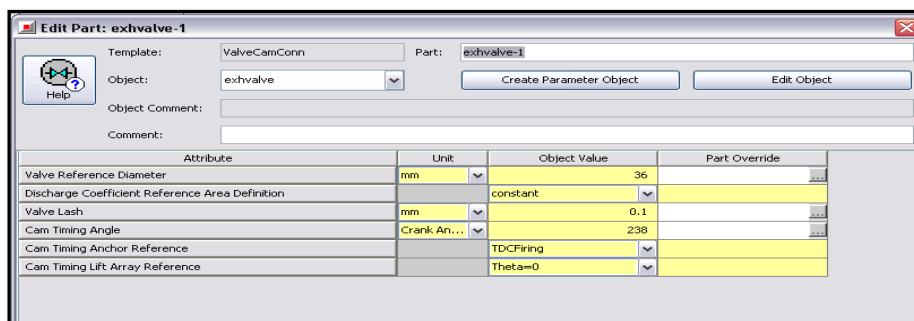 Edit Part: exhvalve-1
Template: ValveCamConn Part: exhvalve-1
Help
Object: exhvalve Create Parameter Object Edit Object
Object Comment:
Comment:
Attribute Unit Object Value Part Override
Valve Reference Diameter mm 36 ...
Discharge Coefficient Reference Area Definition constant
Valve Lash mm 0.1 ...
Cam Timing Angle Crank An... 238 ...
Cam Timing Anchor Reference TDCFiring
Cam Timing Lift Array Reference Theta=0